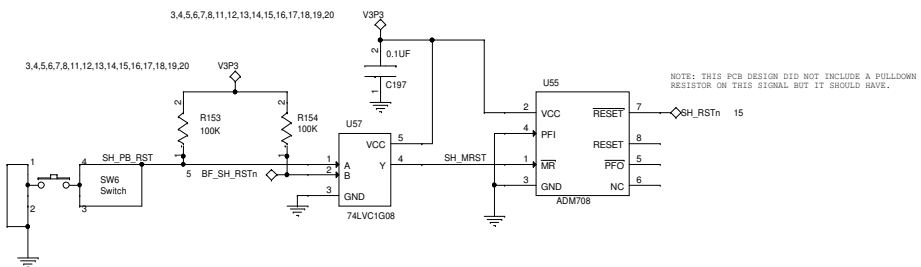 3,4,5,6,7,8,11,12,13,14,15,16,17,18,19,20
V3P3
3,4,5,6,7,8,11,12,13,14,15,16,17,18,19,20
V3P3
2
0.1UF
C197
1
U55
NOTE: THIS PCB DESIGN DID NOT INCLUDE A PULLDOWN
RESISTOR ON THIS SIGNAL BUT IT SHOULD HAVE.
2
R153
100K
1
2
R154
100K
1
U57
2 VCC
RESET 7
SH_RSTn 15
4 PFI
VCC 5
RESET 8
1
4
SH_PB_RST
1 A
Y 4
SH_MRST
1 MR
PFO 5
5
BF_SH_RSTn
2 B
SW6
Switch
3 GND
NC 6
3 GND
2
3
74LVC1G08
ADM708